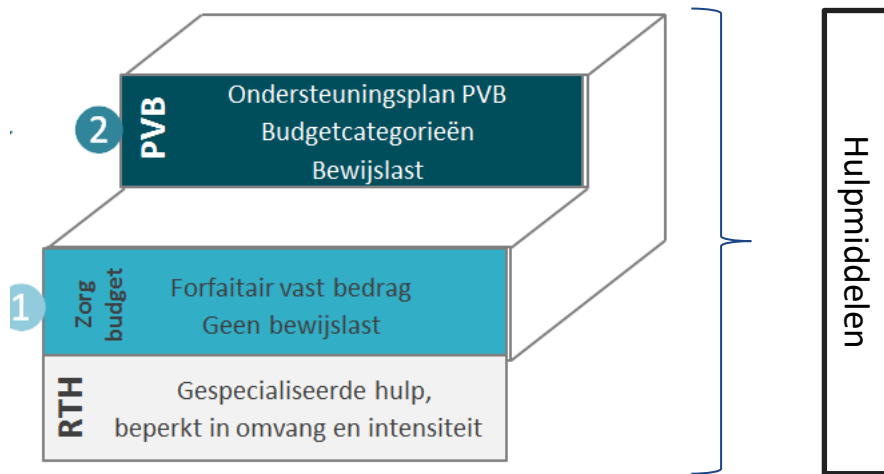 2
PVB
Ondersteuningsplan PVB
Budgetcategorieën
Bewijslast
1
Zorg
budget
Forfaitair vast bedrag
Geen bewijslast
RTH
Gespecialiseerde hulp,
beperkt in omvang en intensiteit
Hulpmiddelen